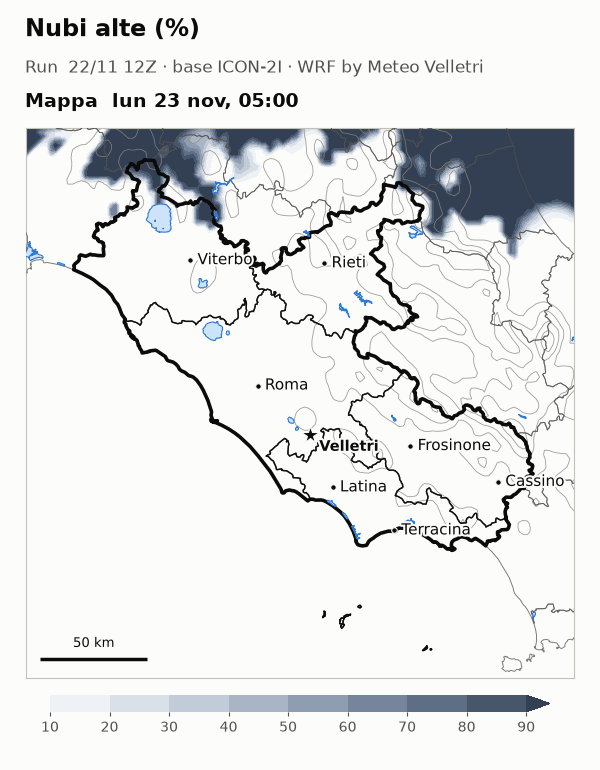 Nubi alte (%)
Run 22/11 12Z · base ICON-2I · WRF by Meteo Velletri
Mappa lun 23 nov, 05:00
Viterbo
Rieti
Roma
Velletri
Frosinone
Cassino
Latina
Terracina
50 km
10 20 30 40 50 60 70 80 90